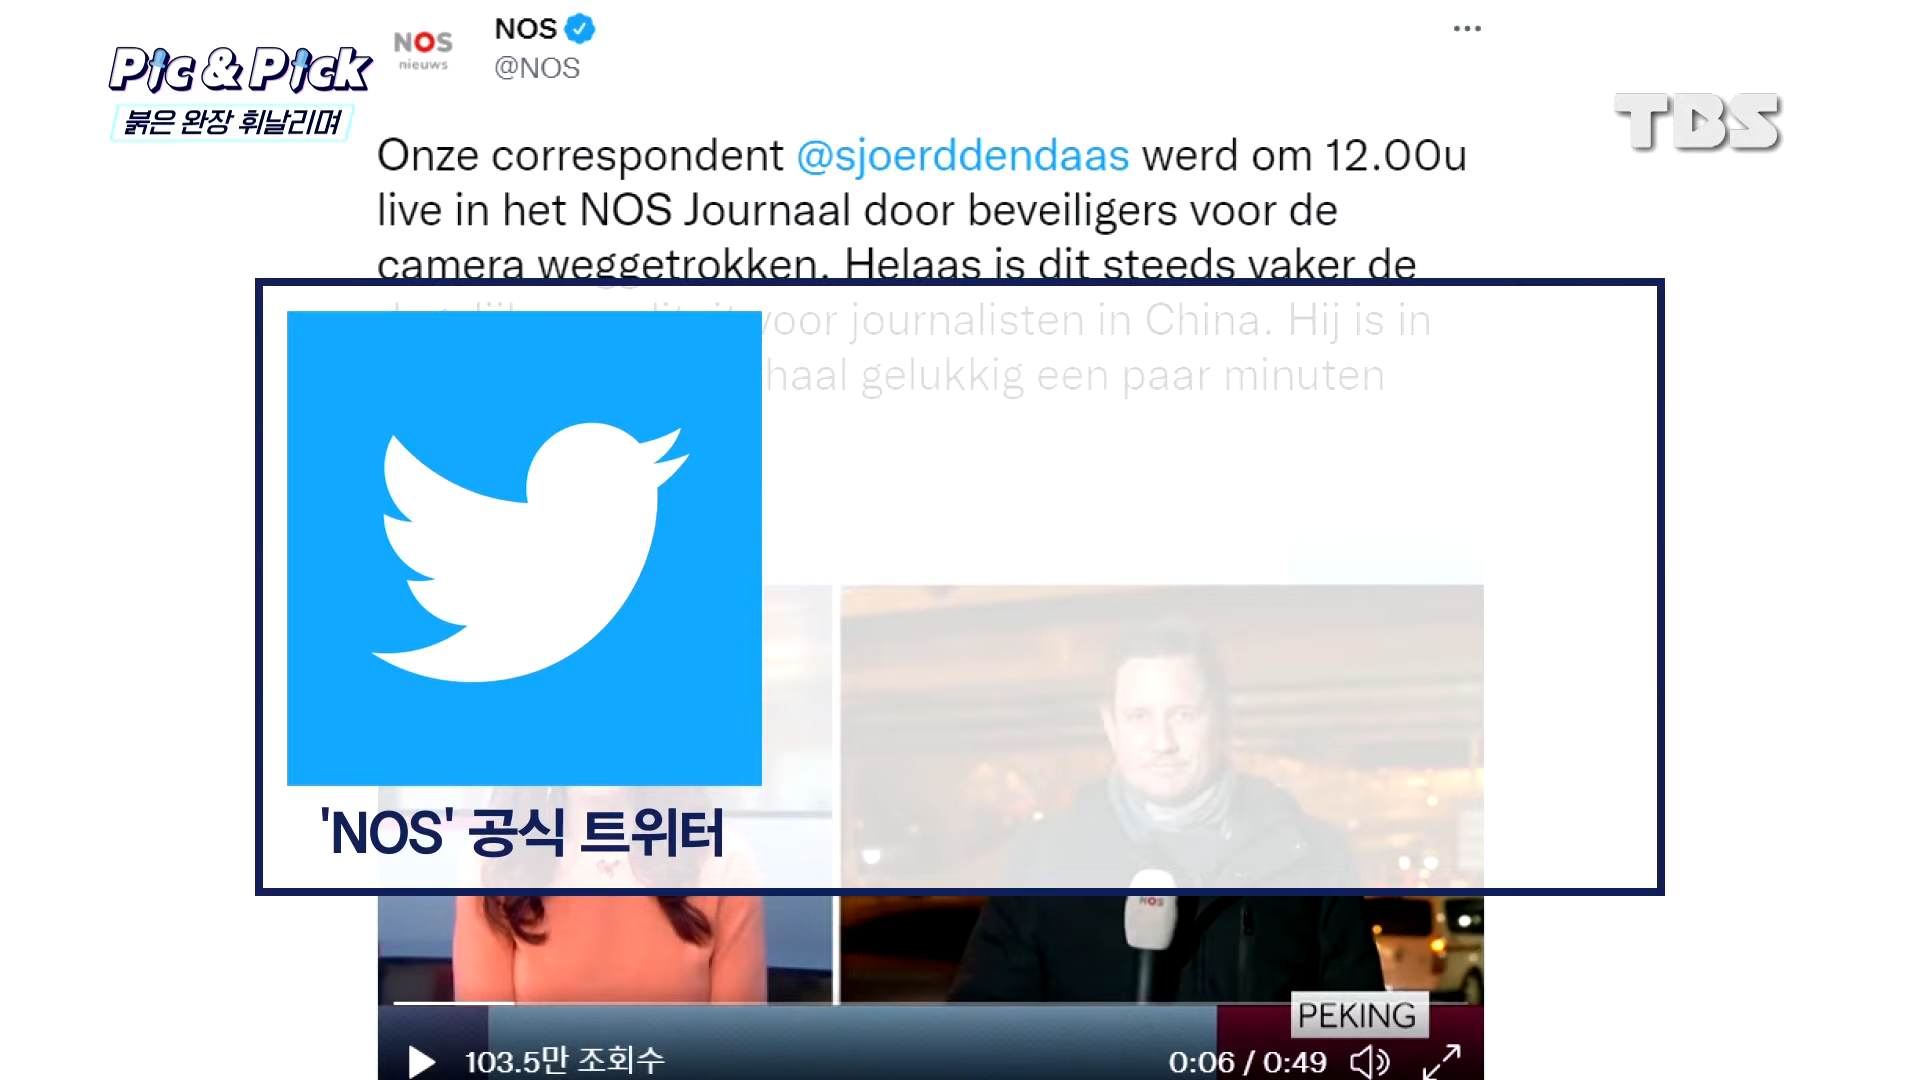 Pic & Pick
붉은 완장 휘날리며
TBS
NOS
nieuws
NOS
@NOS
Onze correspondent @sjoerddendaas werd om 12.00u
live in het NOS Journaal door beveiligers voor de
camera weggetrokken. Helaas is dit steeds vaker de
voor journalisten in China. Hij is in
gelukkig een paar minuten
'NOS' 공식 트위터
NOS
PEKING
103.5만 조회수
0:06 / 0:49